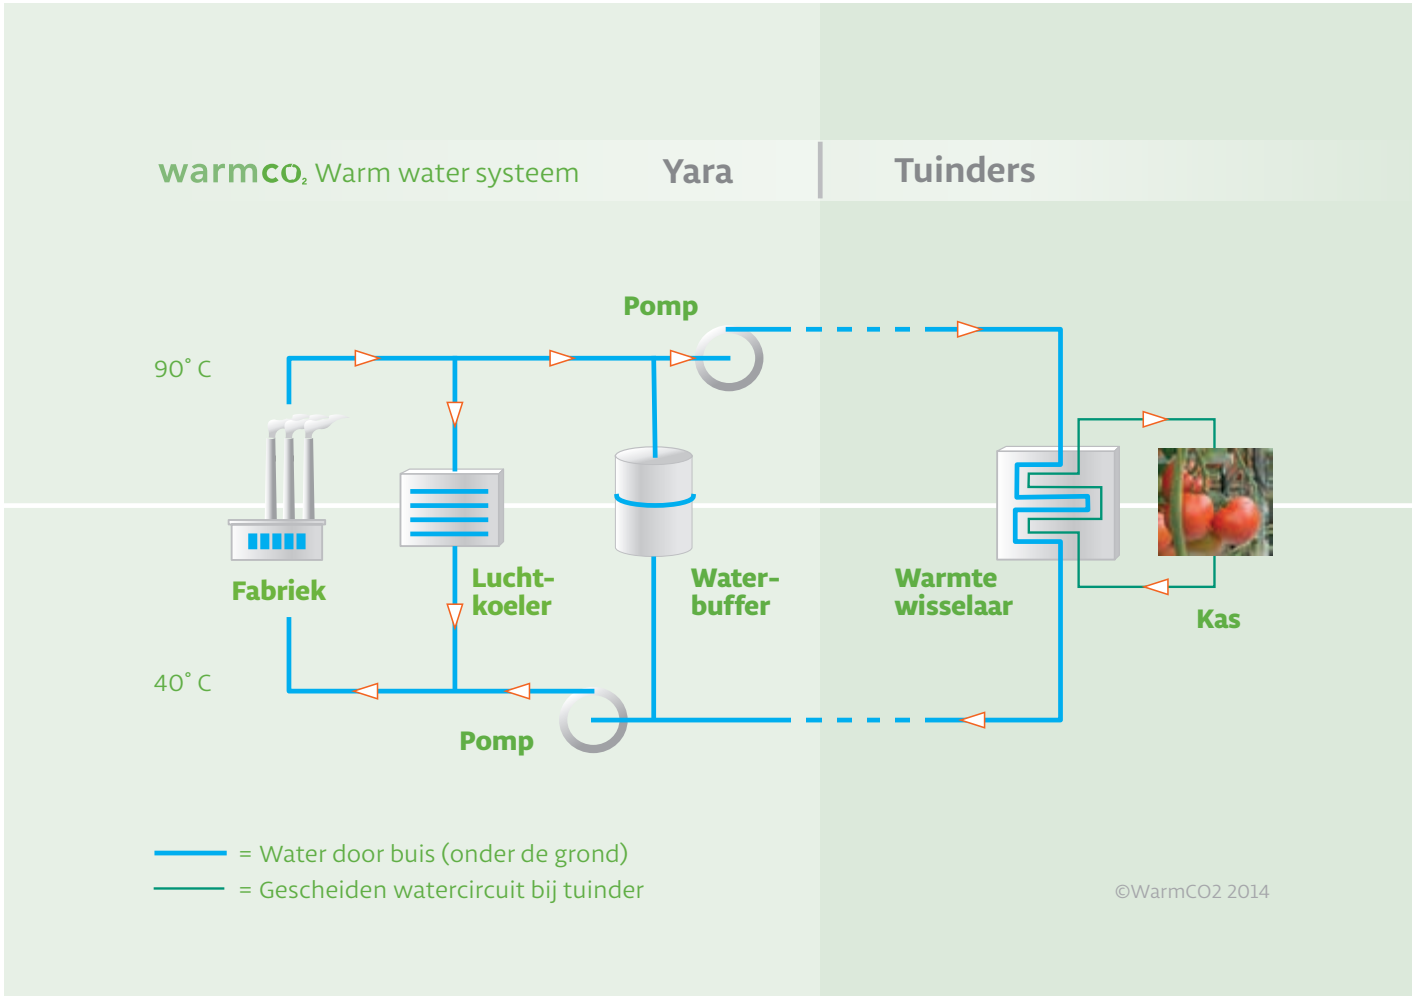 warmco₂ Warm water systeem
Yara
Tuinders
Pomp
90° C
Fabriek
Lucht-
koeler
Water-
buffer
Warmte
wisselaar
Kas
40° C
Pomp
= Water door buis (onder de grond)
= Gescheiden watercircuit bij tuinder
©WarmCO2 2014